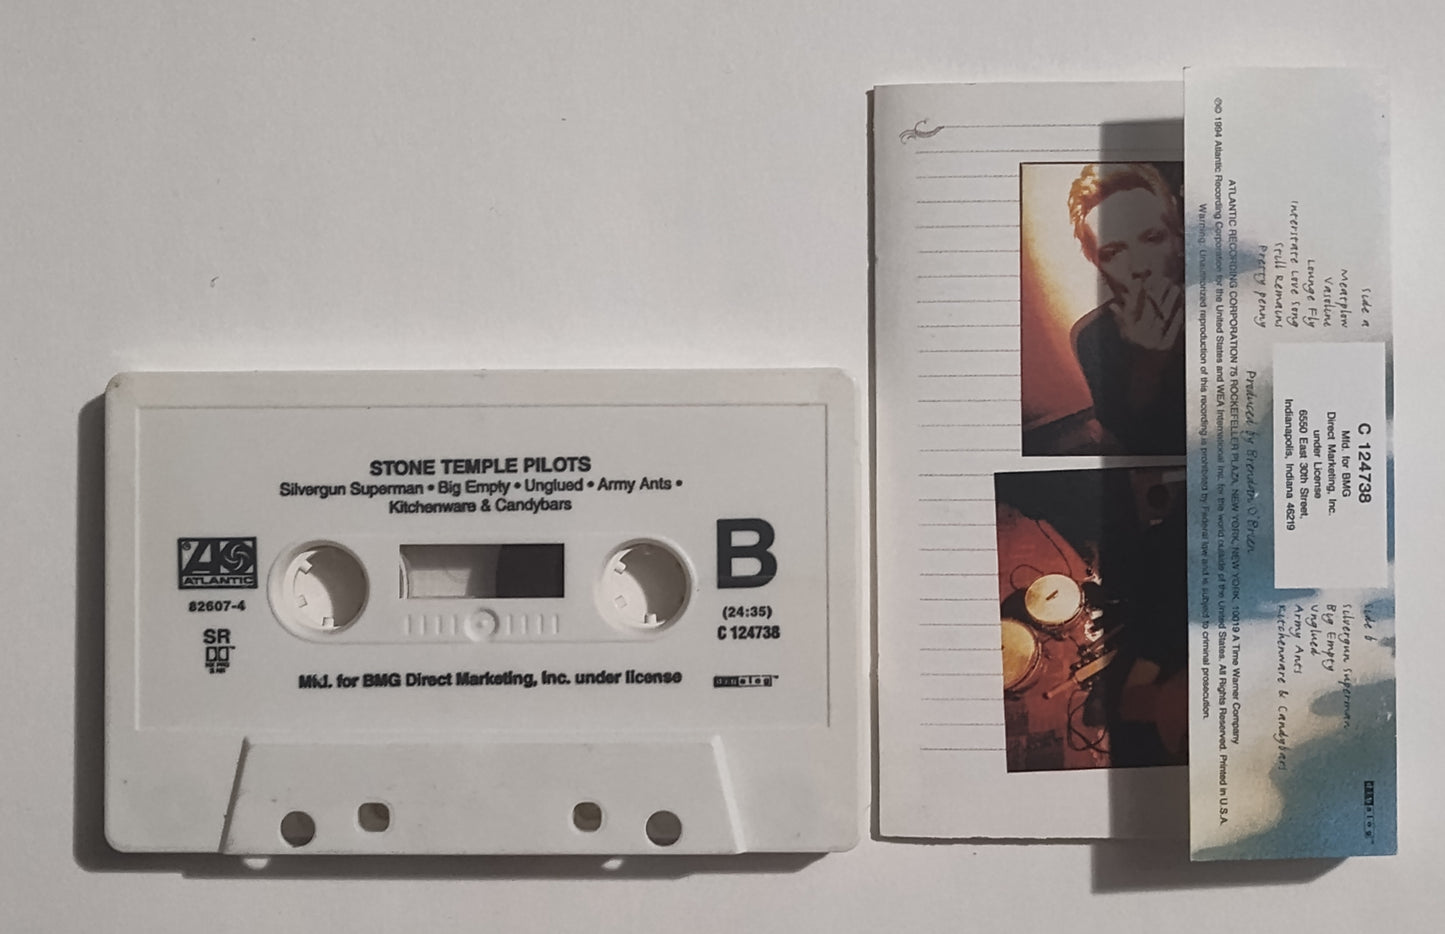 STONE TEMPLE PILOTS
Silvergun Superman • Big Empty • Unglued • Army Ants •
Kitchenware & Candybars
ATLANTIC
82607-4
SR
B
(24:35)
C 124738
Mfd. for BMG Direct Marketing, Inc. under license
digalog™
side a
Meatplow
Vasoline
Lounge Fly
Interstate Love Song
Still Remains
Pretty Penny
C 124738
Mfd. for BMG
Direct Marketing, Inc.
under License
6550 East 30th Street,
Indianapolis, Indiana 46219
side b
Silvergun Superman
Big Empty
Unglued
Army Ants
Kitchenware & Candybars
Produced by Brendan O'Brien
ATLANTIC RECORDING CORPORATION 75 ROCKEFELLER PLAZA, NEW YORK, NEW YORK, 10019 A Time Warner Company
©℗ 1994 Atlantic Recording Corporation for the United States and WEA International Inc. for the world outside of the United States. All Rights Reserved. Printed in U.S.A.
Warning: Unauthorized reproduction of this recording is prohibited by Federal law and is subject to criminal prosecution.
digalog™